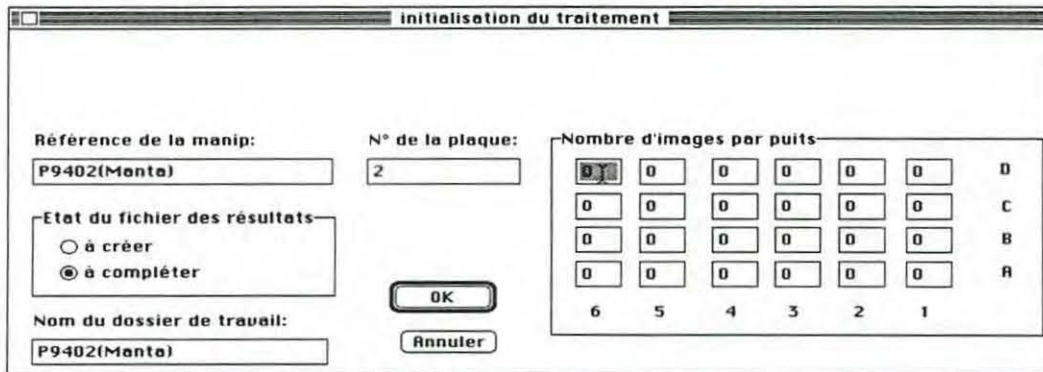 initialisation du traitement
Référence de la manip:
P9402(Manta)
N° de la plaque:
2
Etat du fichier des résultats
à créer
à compléter
Nom du dossier de travail:
P9402(Manta)
OK
Annuler
Nombre d'images par puits
0 0 0 0 0 0 D
0 0 0 0 0 0 C
0 0 0 0 0 0 B
0 0 0 0 0 0 A
6 5 4 3 2 1